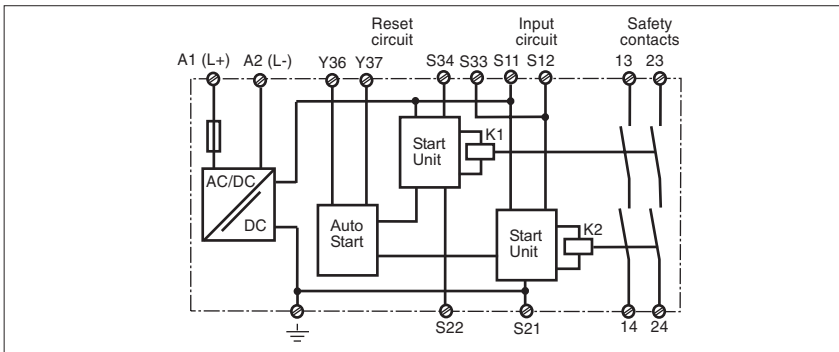 Reset circuit
Input circuit
Safety contacts
A1 (L+) A2 (L-) Y36 Y37 S34 S33 S11 S12 13 23
K1
Start Unit
AC/DC
DC
Auto Start
K2
Start Unit
S22 S21 14 24